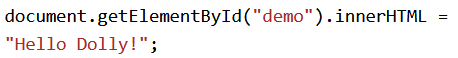 document.getElementById("demo").innerHTML =
"Hello Dolly!";